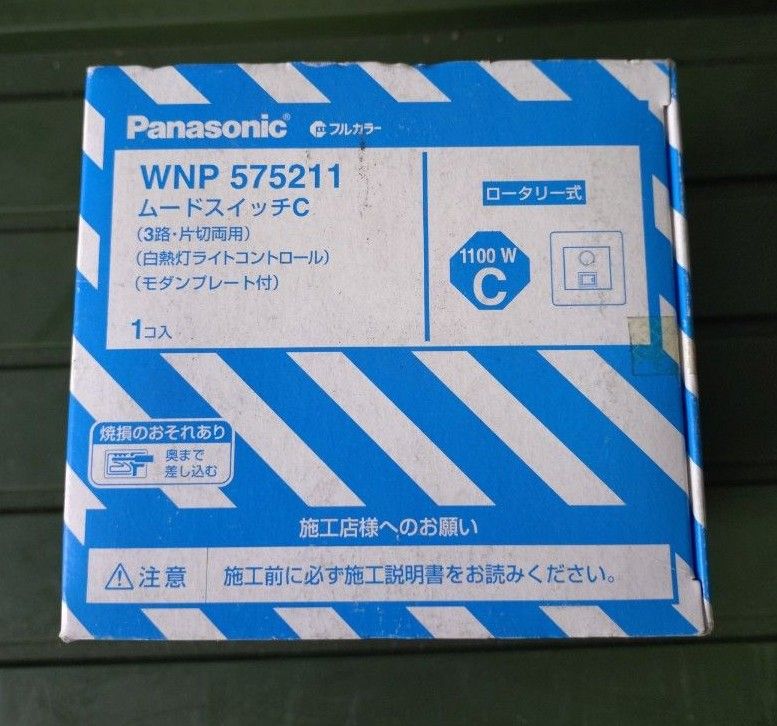 Panasonic® フルカラー
WNP 575211
ムードスイッチC
(3路・片切両用)
(白熱灯ライトコントロール)
(モダンプレート付)
1コ入
ロータリー式
1100 W
C
焼損のおそれあり
奥まで
差し込む
施工店様へのお願い
⚠注意 施工前に必ず施工説明書をお読みください。